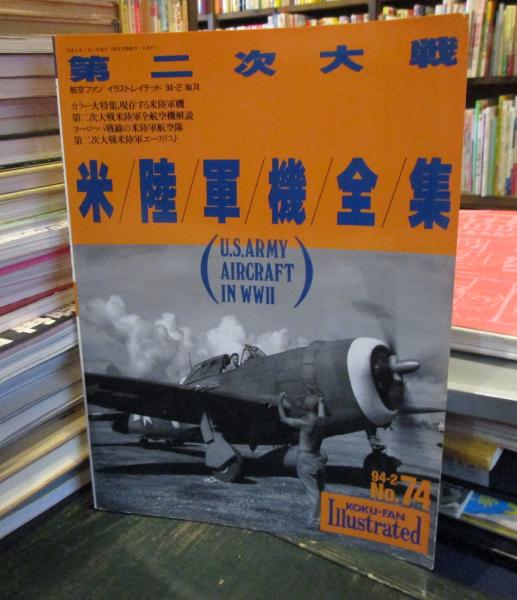 第二次大戦
航空ファン イラストレイテッド 94-2 No.74
カラー大特集、現存する米陸軍機
第二次大戦米陸軍全航空機解説
ヨーロッパ戦線の米陸軍航空隊
第二次大戦米陸軍エースリスト
米/陸/軍/機/全/集
(U.S. ARMY
AIRCRAFT
IN WWII)
94-2
No.74
KOKU-FAN
Illustrated